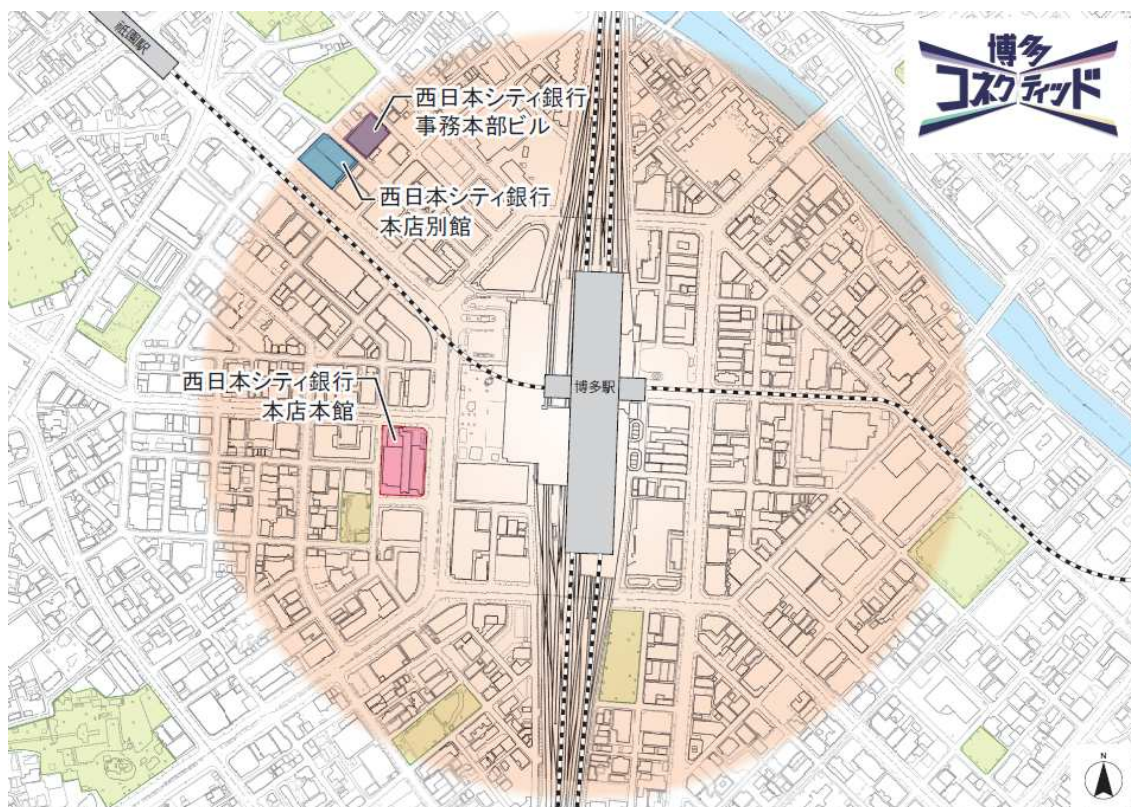 祇園駅
博多
コネクティッド
西日本シティ銀行
事務本部ビル
西日本シティ銀行
本店別館
西日本シティ銀行
本店本館
博多駅
N